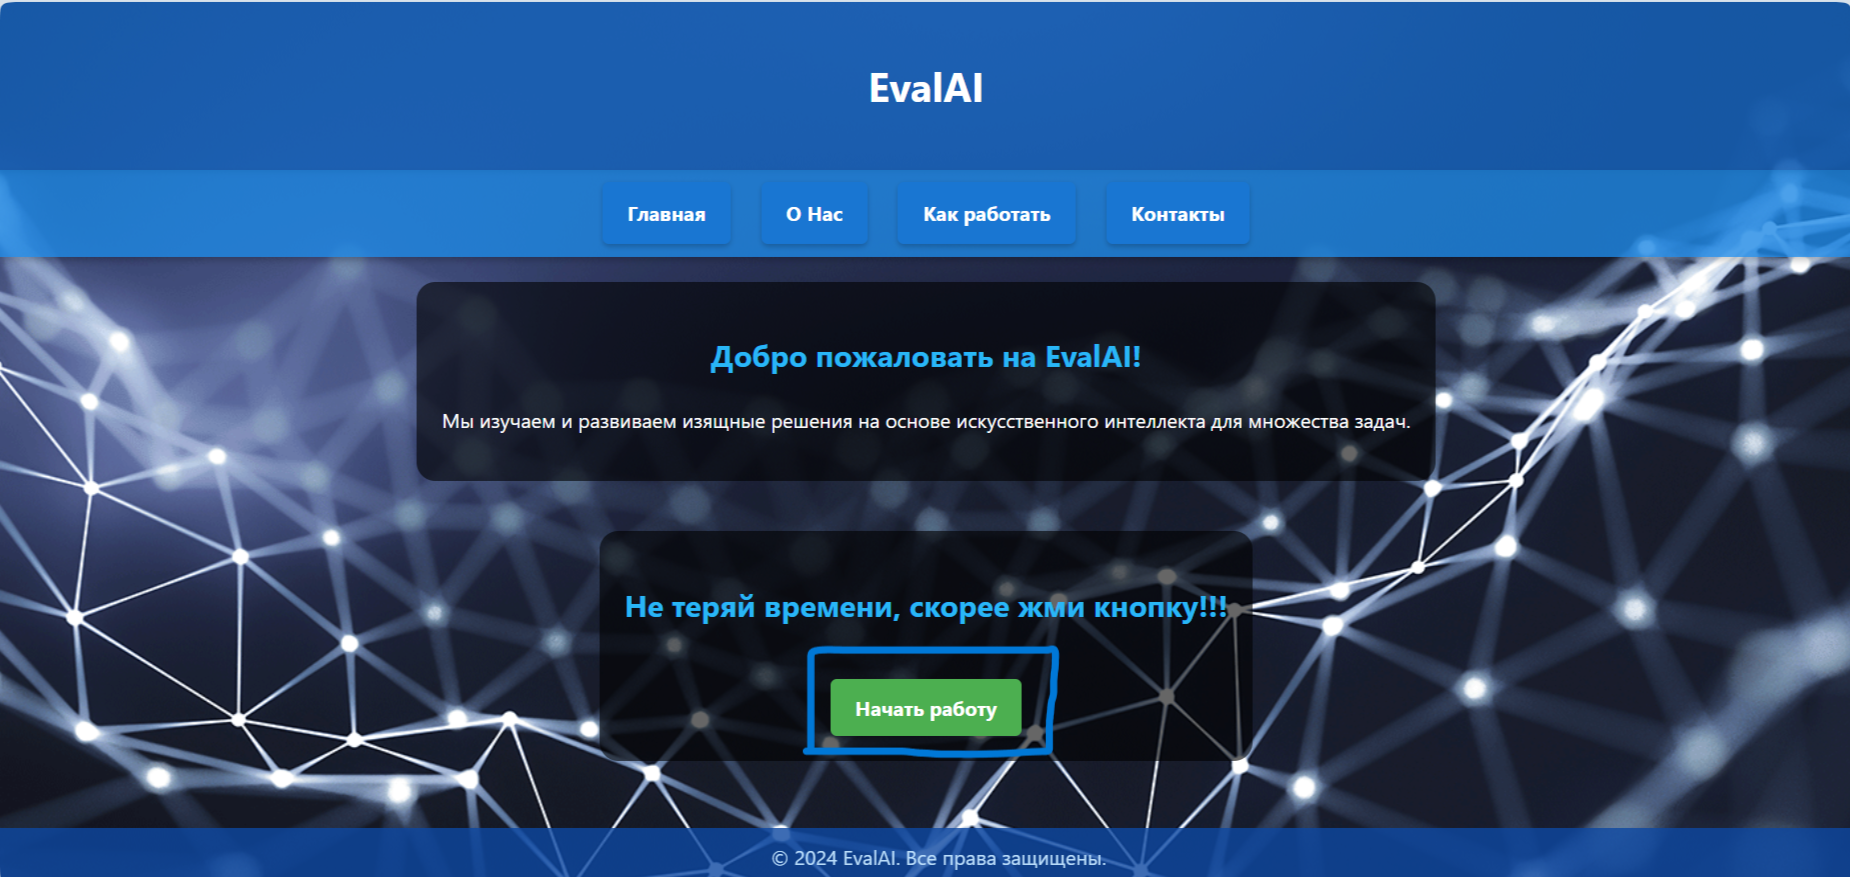 EvalAI
Главная О Нас Как работать Контакты
Добро пожаловать на EvalAI!
Мы изучаем и развиваем изящные решения на основе искусственного интеллекта для множества задач.
Не теряй времени, скорее жми кнопку!!!
Начать работу
© 2024 EvalAI. Все права защищены.